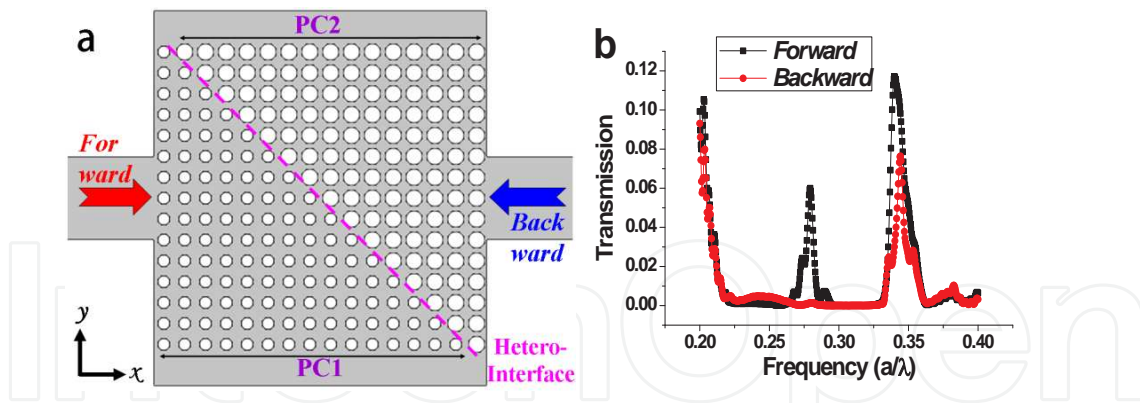 a
PC2
For
ward
Back
ward
y
x
PC1
Hetero-
Interface
b
Forward
Backward
Transmission
0.12
0.10
0.08
0.06
0.04
0.02
0.00
0.20 0.25 0.30 0.35 0.40
Frequency (a/λ)
InTechOpen